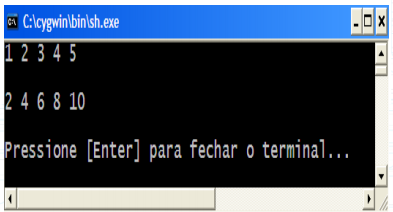 C:\cygwin\bin\sh.exe
1 2 3 4 5
2 4 6 8 10
Pressione [Enter] para fechar o terminal...